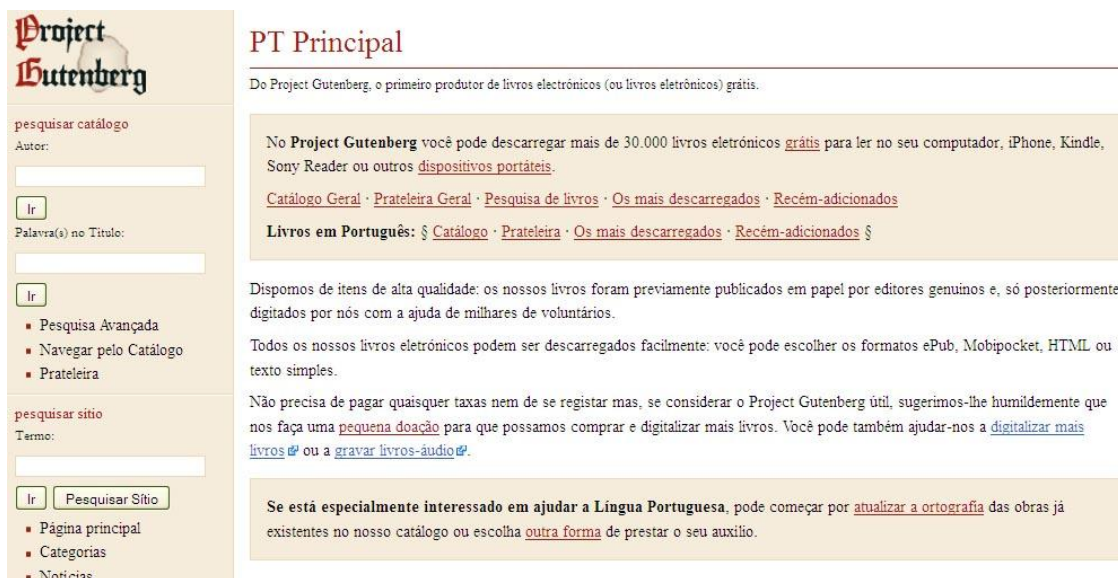 Project
Gutenberg
pesquisar catálogo
Autor:
Ir
Palavra(s) no Título:
Ir
Pesquisa Avançada
Navegar pelo Catálogo
Prateleira
pesquisar sítio
Termo:
Ir Pesquisar Sítio
Página principal
Categorias
Notícias
PT Principal
Do Project Gutenberg, o primeiro produtor de livros electrónicos (ou livros eletrônicos) grátis.
No Project Gutenberg você pode descarregar mais de 30.000 livros eletrónicos grátis para ler no seu computador, iPhone, Kindle,
Sony Reader ou outros dispositivos portáteis.
Catálogo Geral · Prateleira Geral · Pesquisa de livros · Os mais descarregados · Recém-adicionados
Livros em Português: § Catálogo · Prateleira · Os mais descarregados · Recém-adicionados §
Dispomos de itens de alta qualidade: os nossos livros foram previamente publicados em papel por editores genuinos e, só posteriormente
digitados por nós com a ajuda de milhares de voluntários.
Todos os nossos livros eletrónicos podem ser descarregados facilmente: você pode escolher os formatos ePub, Mobipocket, HTML ou
texto simples.
Não precisa de pagar quaisquer taxas nem de se registar mas, se considerar o Project Gutenberg útil, sugerimos-lhe humildemente que
nos faça uma pequena doação para que possamos comprar e digitalizar mais livros. Você pode também ajudar-nos a digitalizar mais
livros ou a gravar livros-áudio.
Se está especialmente interessado em ajudar a Língua Portuguesa, pode começar por atualizar a ortografia das obras já
existentes no nosso catálogo ou escolha outra forma de prestar o seu auxilio.